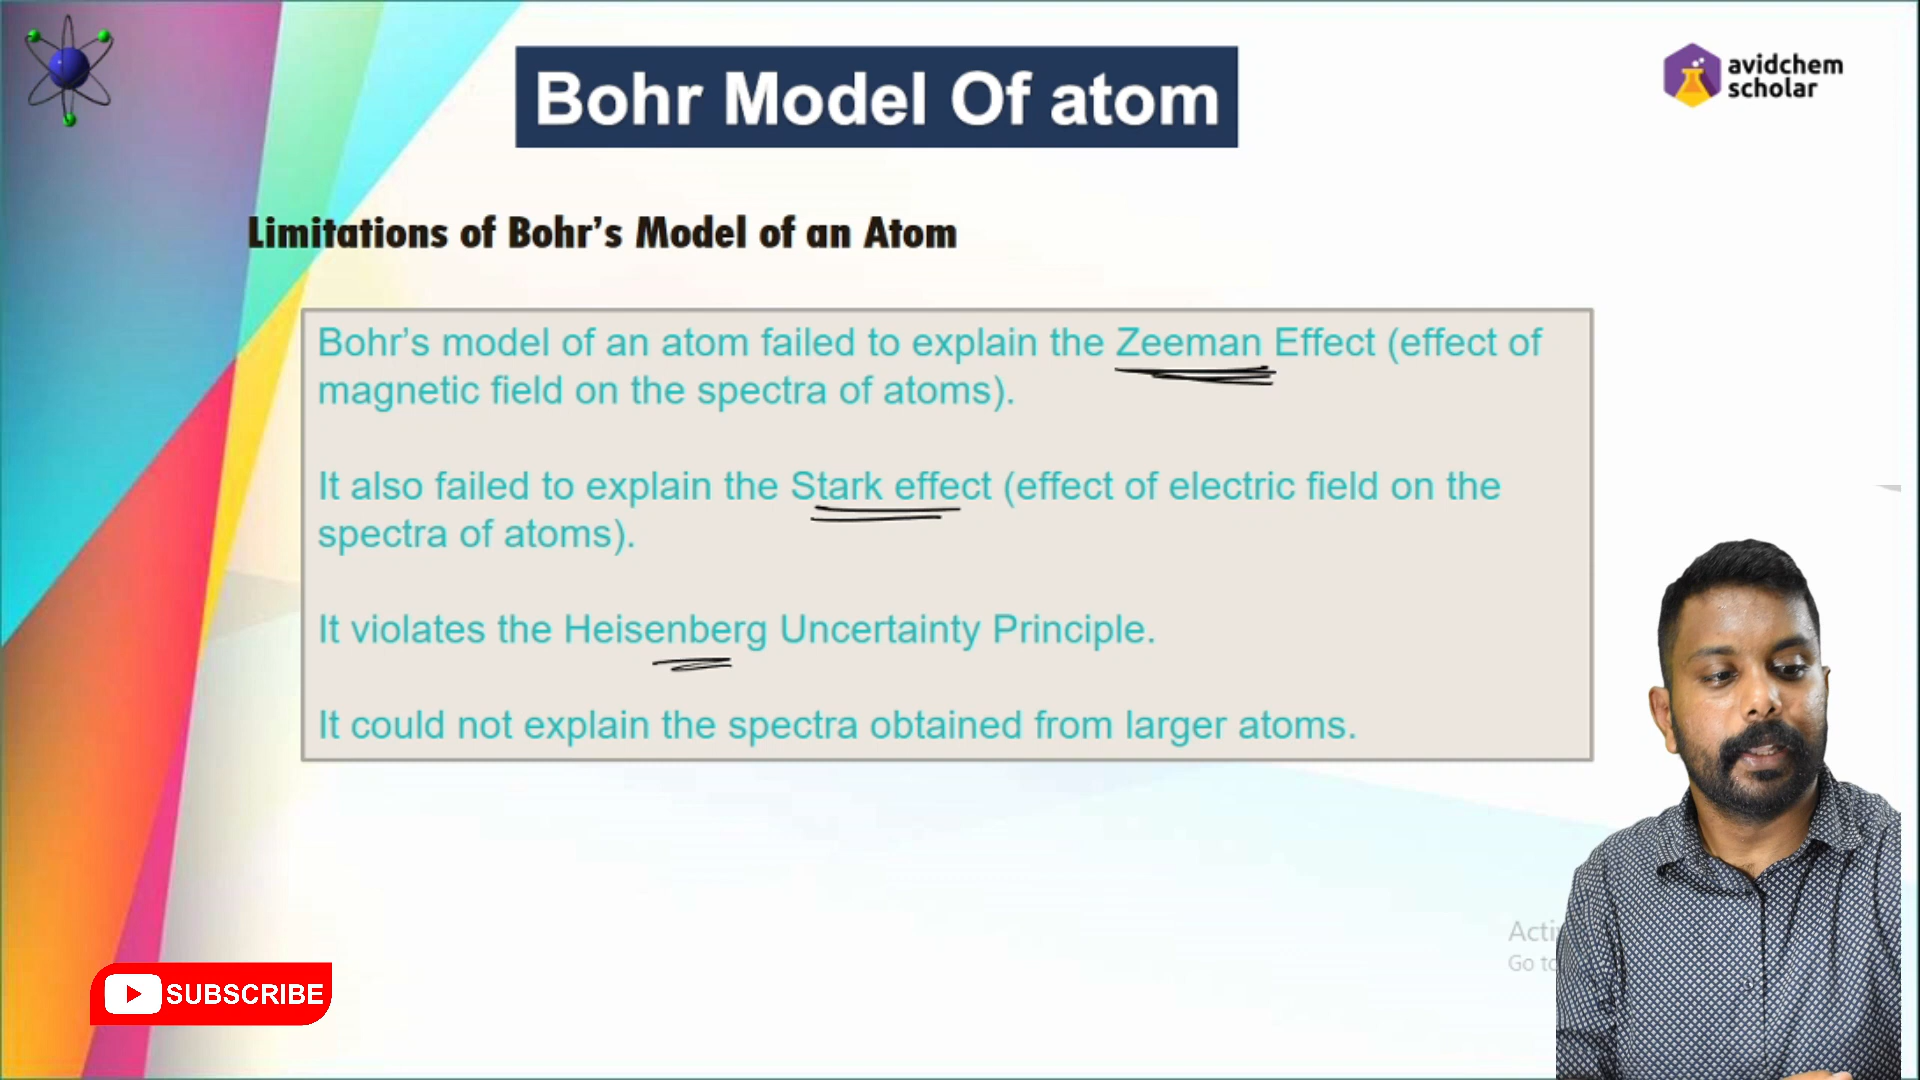 Bohr Model Of atom
avidchem
scholar
Limitations of Bohr’s Model of an Atom
Bohr’s model of an atom failed to explain the Zeeman Effect (effect of
magnetic field on the spectra of atoms).
It also failed to explain the Stark effect (effect of electric field on the
spectra of atoms).
It violates the Heisenberg Uncertainty Principle.
It could not explain the spectra obtained from larger atoms.
Go to
SUBSCRIBE